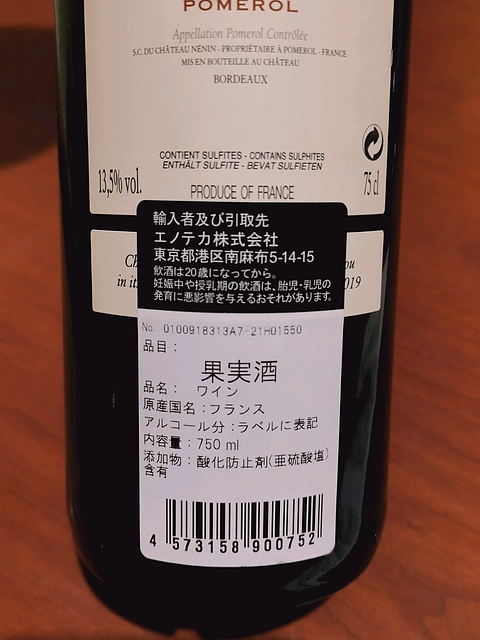 POMEROL
Appellation Pomerol Contrôlée
S.C. DU CHÂTEAU NÉNIN - PROPRIÉTAIRE À POMEROL - FRANCE
MIS EN BOUTEILLE AU CHÂTEAU
BORDEAUX
CONTIENT SULFITES - CONTAINS SULPHITES
ENTHÄLT SULFITE - BEVAT SULFIETEN
13,5% vol.
PRODUCE OF FRANCE
75 cl
輸入者及び引取先
エノテカ株式会社
東京都港区南麻布5-14-15
飲酒は20歳になってから。
妊娠中や授乳期の飲酒は、胎児・乳児の
発育に悪影響を与えるおそれがあります。
in
2019
No. 0100918313A7-21H01550
品目：
果実酒
品名： ワイン
原産国名：フランス
アルコール分：ラベルに表記
内容量：750 ml
添加物：酸化防止剤(亜硫酸塩)
含有
4 573158 900752